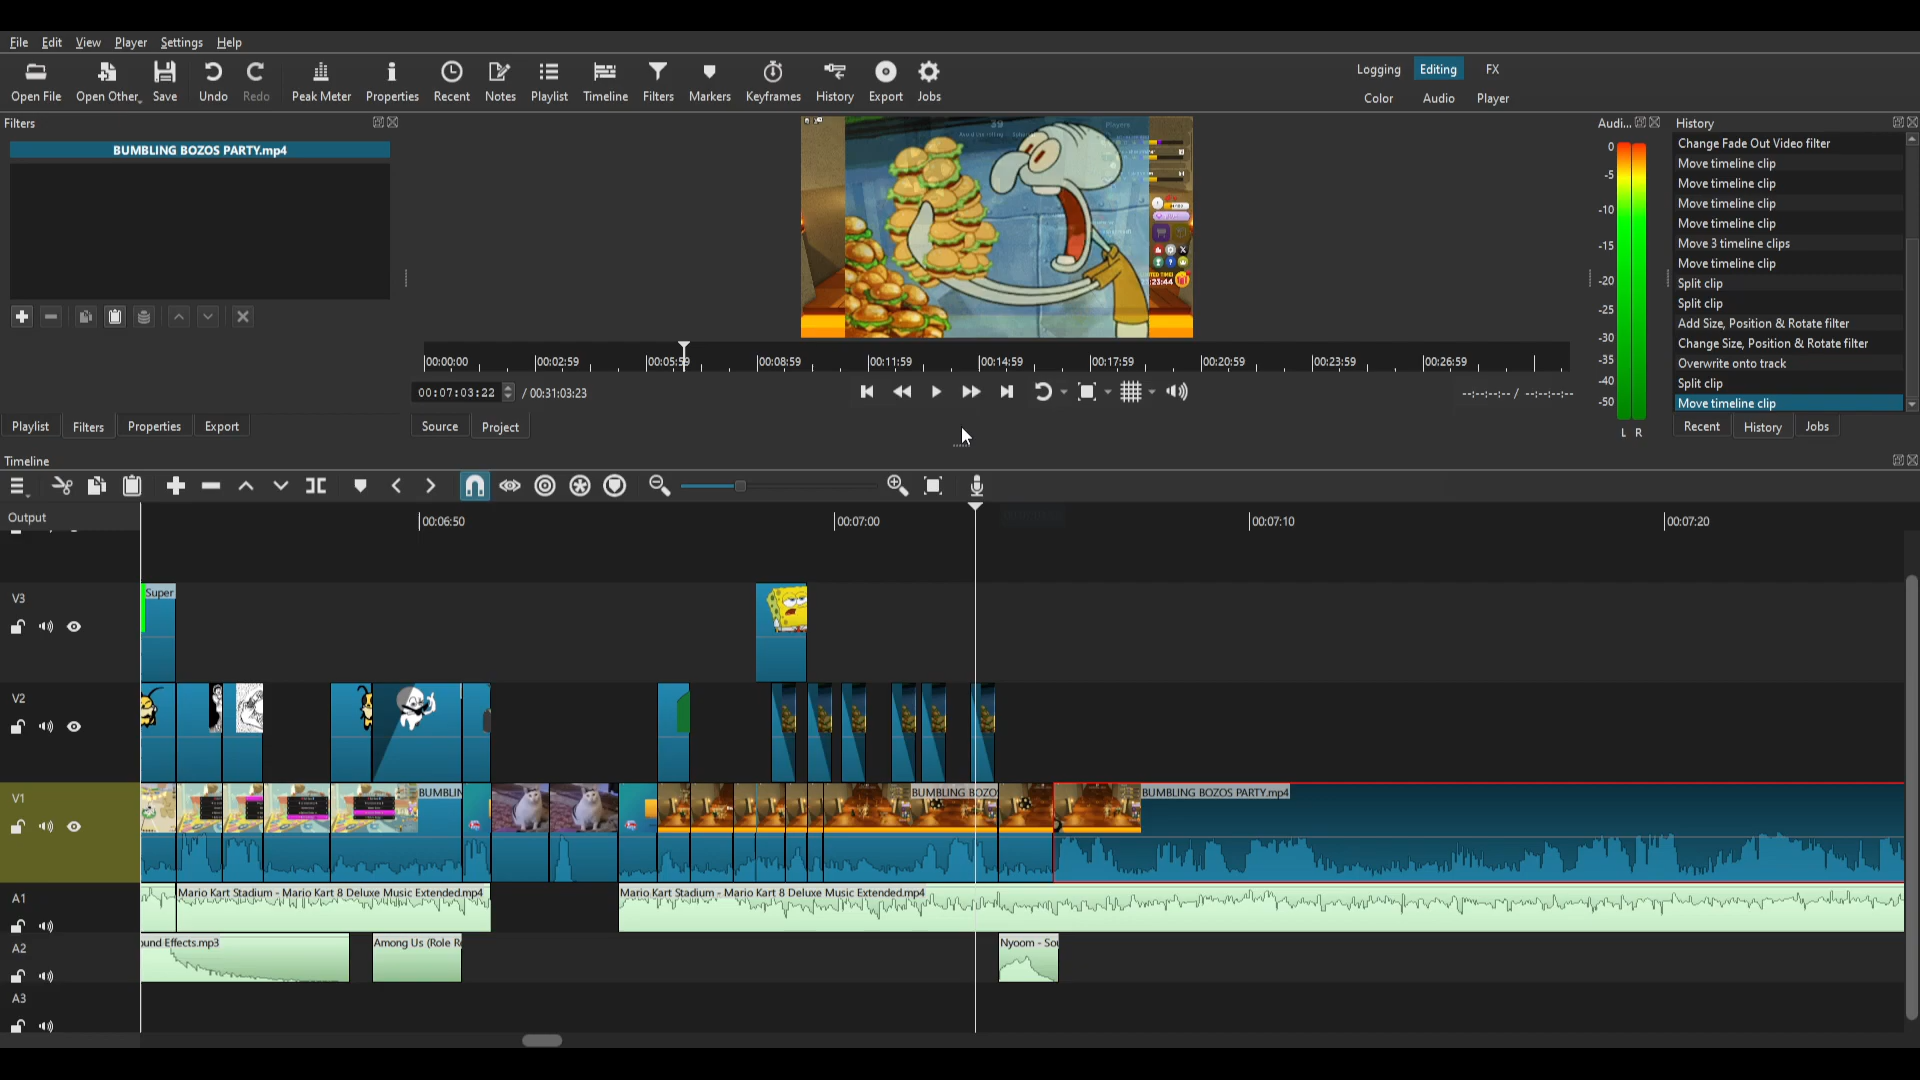 File Edit View Player Settings Help
Open File Open Other.. Save Undo Redo Peak Meter Properties Recent Notes Playlist Timeline Filters Markers Keyframes History Export Jobs
Logging Editing FX
Color Audio Player
Filters
BUMBLING BOZOS PARTY.mp4
39
Players
23:44
Audi...
0
-5
-10
-15
-20
-25
-30
-35
-40
-50
L R
History
Change Fade Out Video filter
Move timeline clip
Move timeline clip
Move timeline clip
Move timeline clip
Move 3 timeline clips
Move timeline clip
Split clip
Split clip
Add Size, Position & Rotate filter
Change Size, Position & Rotate filter
Overwrite onto track
Split clip
Move timeline clip
Recent History Jobs
00:00:00 00:02:59 00:05:59 00:08:59 00:11:59 00:14:59 00:17:59 00:20:59 00:23:59 00:26:59
00:07:03:22 / 00:31:03:23
--:--:--:-- / --:--:--:--
Playlist Filters Properties Export
Source Project
Timeline
Output
00:06:50 00:07:00 00:07:10 00:07:20
V3
Super
V2
V1
BUMBLIN
BUMBLING BOZO
BUMBLING BOZOS PARTY.mp4
A1
Mario Kart Stadium - Mario Kart 8 Deluxe Music Extended.mp4
Mario Kart Stadium - Mario Kart 8 Deluxe Music Extended.mp4
A2
und Effects.mp3
Among Us (Role R
Nyoom - Sou
A3